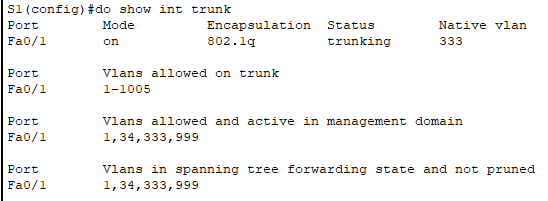 S1(config)#do show int trunk
Port        Mode         Encapsulation  Status        Native vlan
Fa0/1       on           802.1q         trunking      333
Port        Vlans allowed on trunk
Fa0/1       1-1005
Port        Vlans allowed and active in management domain
Fa0/1       1,34,333,999
Port        Vlans in spanning tree forwarding state and not pruned
Fa0/1       1,34,333,999